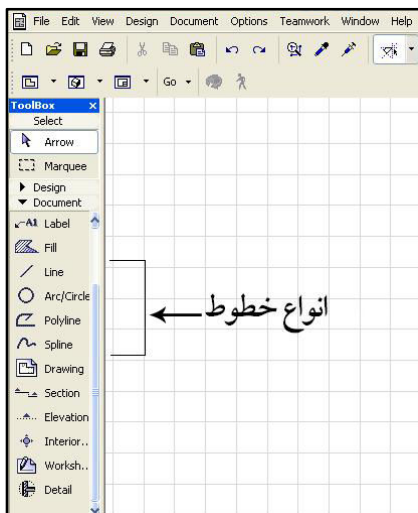 File Edit View Design Document Options Teamwork Window Help
Go
ToolBox
Select
Arrow
Marquee
Design
Document
A1 Label
Fill
Line
Arc/Circle
Polyline
Spline
Drawing
Section
Elevation
Interior..
Worksh..
Detail
انواع خطوط